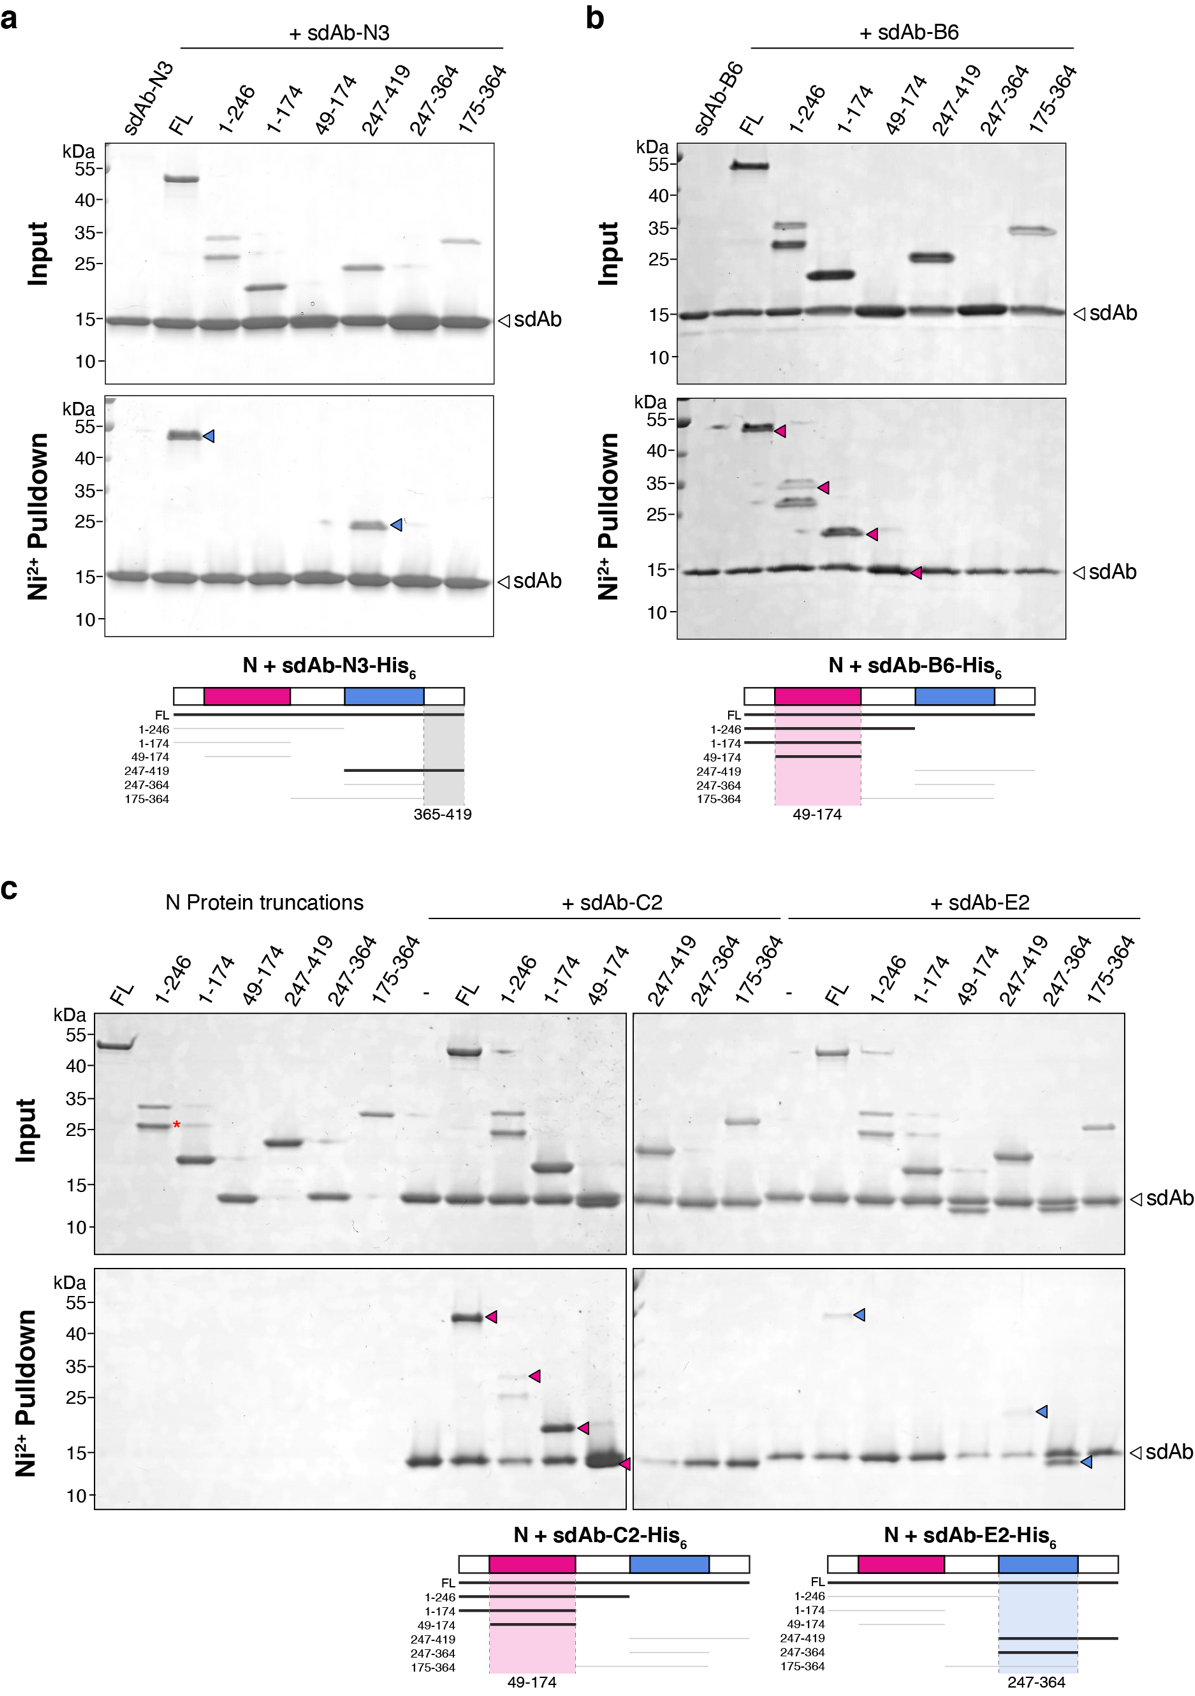 a
+ sdAb-N3
sdAb-N3 FL 1-246 1-174 49-174 247-419 247-364 175-364
kDa
55
40
35
25
15
10
Input
sdAb
kDa
55
40
35
25
15
10
Ni2+ Pulldown
sdAb
N + sdAb-N3-His6
FL
1-246
1-174
49-174
247-419
247-364
175-364
365-419
b
+ sdAb-B6
sdAb-B6 FL 1-246 1-174 49-174 247-419 247-364 175-364
kDa
55
40
35
25
15
10
Input
sdAb
kDa
55
40
35
25
15
10
Ni2+ Pulldown
sdAb
N + sdAb-B6-His6
FL
1-246
1-174
49-174
247-419
247-364
175-364
49-174
c
N Protein truncations + sdAb-C2 + sdAb-E2
FL 1-246 1-174 49-174 247-419 247-364 175-364 - FL 1-246 1-174 49-174 247-419 247-364 175-364 - FL 1-246 1-174 49-174 247-419 247-364 175-364
kDa
55
40
35
25
15
10
Input
*
sdAb
kDa
55
40
35
25
15
10
Ni2+ Pulldown
sdAb
N + sdAb-C2-His6
FL
1-246
1-174
49-174
247-419
247-364
175-364
49-174
N + sdAb-E2-His6
FL
1-246
1-174
49-174
247-419
247-364
175-364
247-364